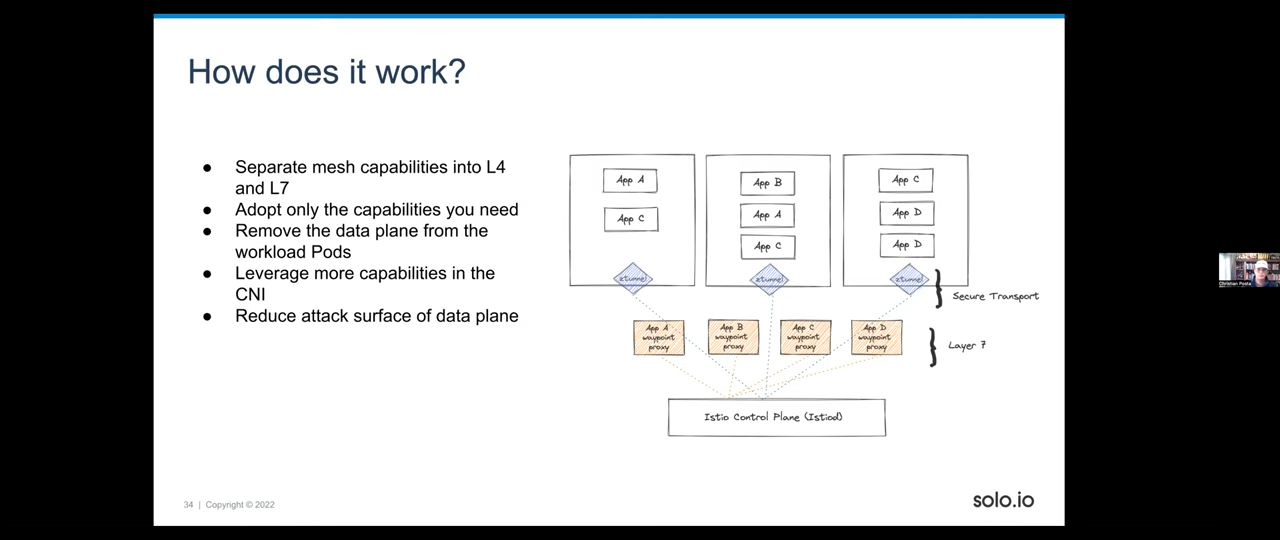 How does it work?
● Separate mesh capabilities into L4
and L7
● Adopt only the capabilities you need
● Remove the data plane from the
workload Pods
● Leverage more capabilities in the
CNI
● Reduce attack surface of data plane
App A
App C
ztunnel
App B
App A
App C
ztunnel
App C
App D
App D
ztunnel
Secure Transport
App A
waypoint
proxy
App B
waypoint
proxy
App C
waypoint
proxy
App D
waypoint
proxy
Layer 7
Istio Control Plane (Istiod)
34 | Copyright © 2022
solo.io
Christian Posta